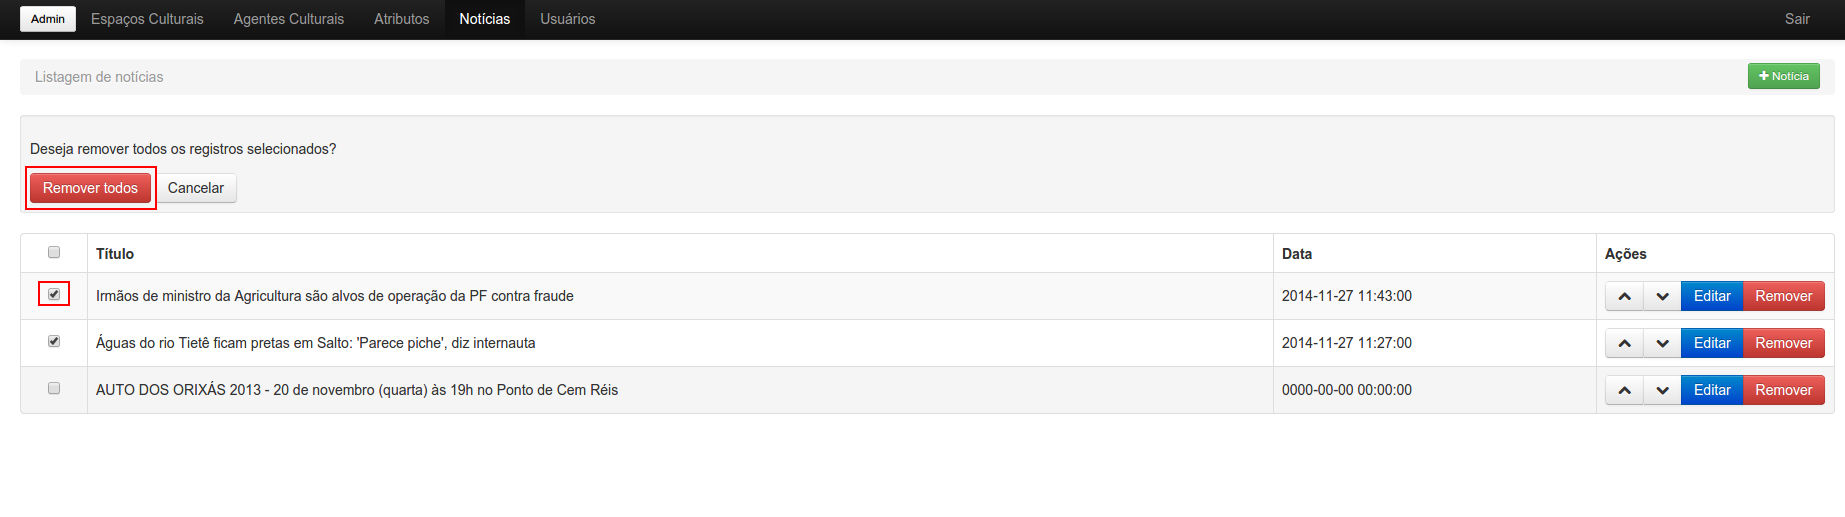 Admin Espaços Culturais Agentes Culturais Atributos Notícias Usuários Sair
Listagem de notícias Notícia
Deseja remover todos os registros selecionados?
Remover todos Cancelar
Título Data Ações
Irmãos de ministro da Agricultura são alvos de operação da PF contra fraude 2014-11-27 11:43:00 Editar Remover
Águas do rio Tietê ficam pretas em Salto: 'Parece piche', diz internauta 2014-11-27 11:27:00 Editar Remover
AUTO DOS ORIXÁS 2013 - 20 de novembro (quarta) às 19h no Ponto de Cem Réis 0000-00-00 00:00:00 Editar Remover